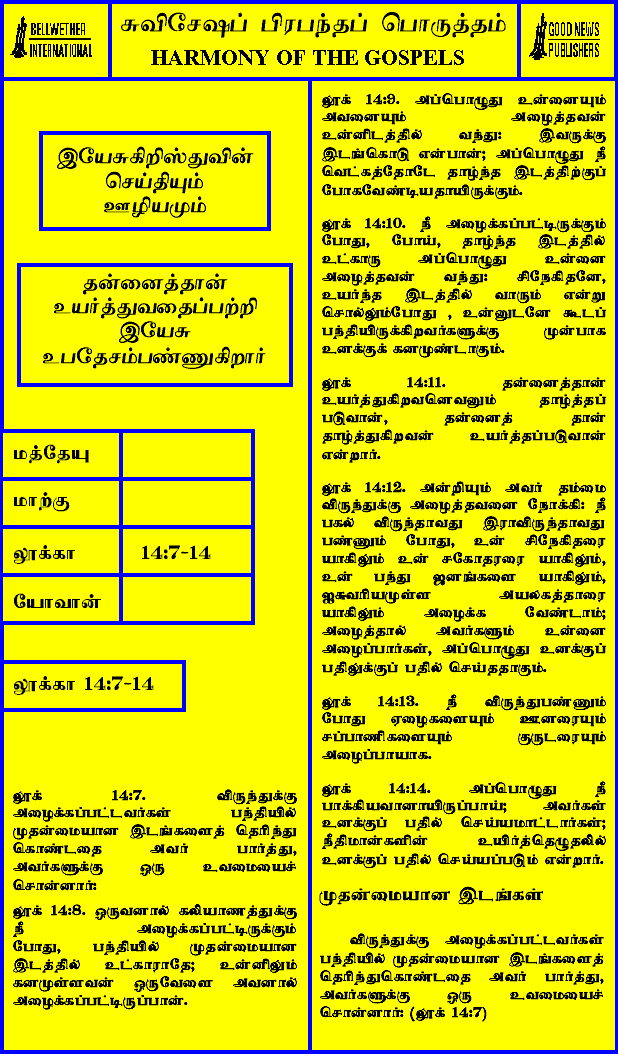 BELLWETHER
INTERNATIONAL
சுவிசேஷப் பிரபந்தப் பொருத்தம்
HARMONY OF THE GOSPELS
GOOD NEWS
PUBLISHERS
இயேசுகிறிஸ்துவின்
செய்தியும்
ஊழியமும்
தன்னைத்தான்
உயர்த்துவதைப்பற்றி
இயேசு
உபதேசம்பண்ணுகிறார்
மத்தேயு
மாற்கு
லூக்கா 14:7-14
யோவான்
லூக்கா 14:7-14
லூக் 14:7. விருந்துக்கு
அழைக்கப்பட்டவர்கள் பந்தியில்
முதன்மையான இடங்களைத் தெரிந்து
கொண்டதை அவர் பார்த்து,
அவர்களுக்கு ஒரு உவமையைச்
சொன்னார்:
லூக் 14:8. ஒருவனால் கலியாணத்துக்கு
நீ அழைக்கப்பட்டிருக்கும்
போது, பந்தியில் முதன்மையான
இடத்தில் உட்காராதே; உன்னிலும்
கனமுள்ளவன் ஒருவேளை அவனால்
அழைக்கப்பட்டிருப்பான்.
லூக் 14:9. அப்பொழுது உன்னையும்
அவனையும் அழைத்தவன்
உன்னிடத்தில் வந்து: இவருக்கு
இடங்கொடு என்பான்; அப்பொழுது நீ
வெட்கத்தோடே தாழ்ந்த இடத்திற்குப்
போகவேண்டியதாயிருக்கும்.
லூக் 14:10. நீ அழைக்கப்பட்டிருக்கும்
போது, போய், தாழ்ந்த இடத்தில்
உட்காரு அப்பொழுது உன்னை
அழைத்தவன் வந்து: சிநேகிதனே,
உயர்ந்த இடத்தில் வாரும் என்று
சொல்லும்போது , உன்னுடனே கூடப்
பந்தியிருக்கிறவர்களுக்கு முன்பாக
உனக்குக் கனமுண்டாகும்.
லூக் 14:11. தன்னைத்தான்
உயர்த்துகிறவனெவனும் தாழ்த்தப்
படுவான், தன்னைத் தான்
தாழ்த்துகிறவன் உயர்த்தப்படுவான்
என்றார்.
லூக் 14:12. அன்றியும் அவர் தம்மை
விருந்துக்கு அழைத்தவனை நோக்கி: நீ
பகல் விருந்தாவது இராவிருந்தாவது
பண்ணும் போது, உன் சிநேகிதரை
யாகிலும் உன் சகோதரரை யாகிலும்,
உன் பந்து ஜனங்களை யாகிலும்,
ஐசுவரியமுள்ள அயலகத்தாரை
யாகிலும் அழைக்க வேண்டாம்;
அழைத்தால் அவர்களும் உன்னை
அழைப்பார்கள், அப்பொழுது உனக்குப்
பதிலுக்குப் பதில் செய்ததாகும்.
லூக் 14:13. நீ விருந்துபண்ணும்
போது ஏழைகளையும் ஊனரையும்
சப்பாணிகளையும் குருடரையும்
அழைப்பாயாக.
லூக் 14:14. அப்பொழுது நீ
பாக்கியவானாயிருப்பாய்; அவர்கள்
உனக்குப் பதில் செய்யமாட்டார்கள்;
நீதிமான்களின் உயிர்த்தெழுதலில்
உனக்குப் பதில் செய்யப்படும் என்றார்.
முதன்மையான இடங்கள்
விருந்துக்கு அழைக்கப்பட்டவர்கள்
பந்தியில் முதன்மையான இடங்களைத்
தெரிந்துகொண்டதை அவர் பார்த்து,
அவர்களுக்கு ஒரு உவமையைச்
சொன்னார்: (லூக் 14:7)